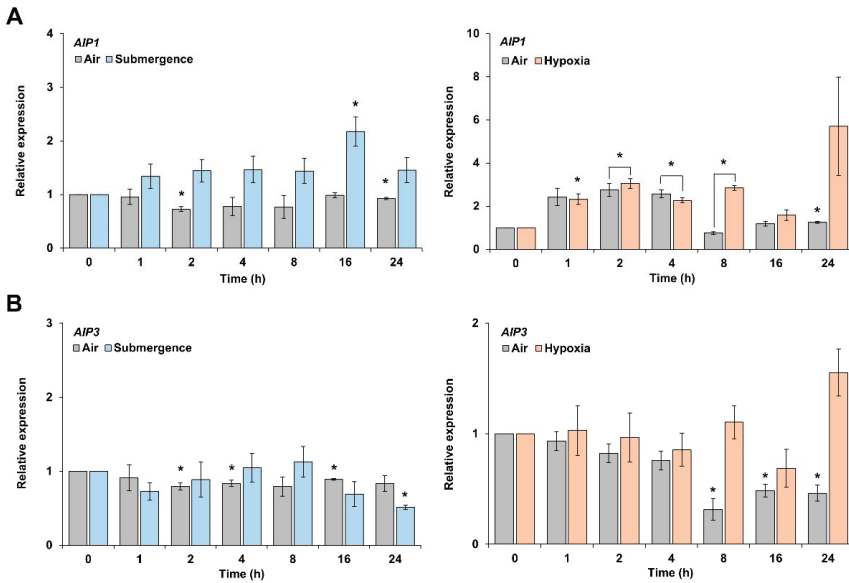 A
AIP1
Air Submergence
Relative expression
4
3
2
1
0
*
*
*
0 1 2 4 8 16 24
Time (h)
AIP1
Air Hypoxia
Relative expression
10
8
6
4
2
0
*
*
*
*
*
0 1 2 4 8 16 24
Time (h)
B
AIP3
Air Submergence
Relative expression
3
2
1
0
*
*
*
*
0 1 2 4 8 16 24
Time (h)
AIP3
Air Hypoxia
Relative expression
2
1
0
*
*
*
0 1 2 4 8 16 24
Time (h)